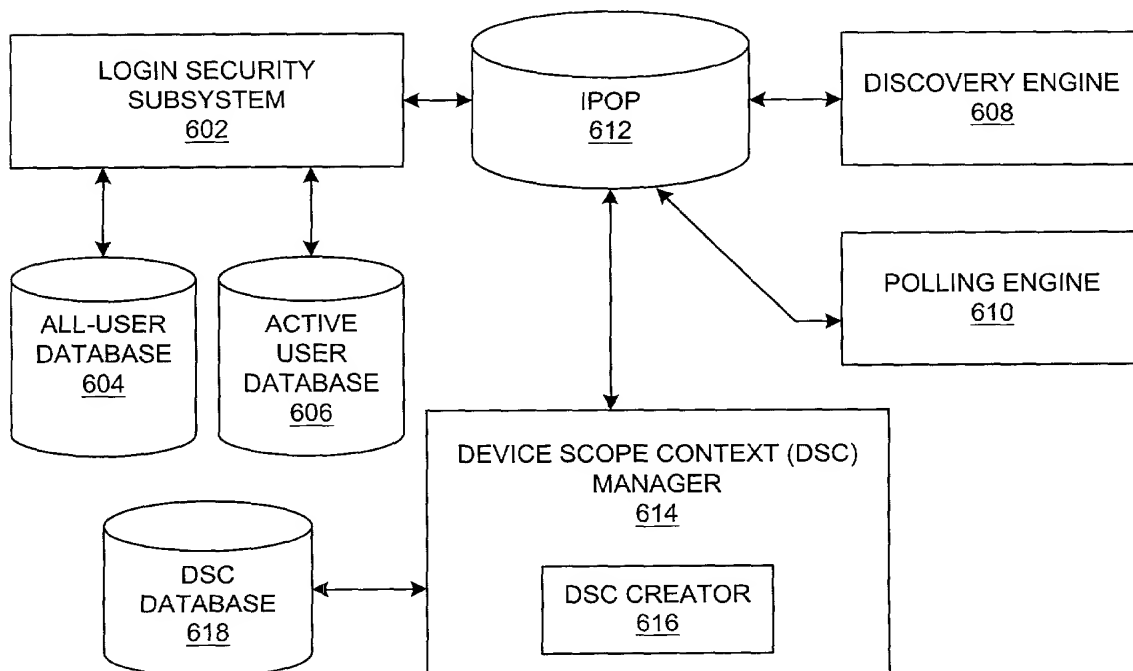 LOGIN SECURITY
SUBSYSTEM
602
IPOP
612
DISCOVERY ENGINE
608
POLLING ENGINE
610
ALL-USER
DATABASE
604
ACTIVE
USER
DATABASE
606
DEVICE SCOPE CONTEXT (DSC)
MANAGER
614
DSC CREATOR
616
DSC
DATABASE
618